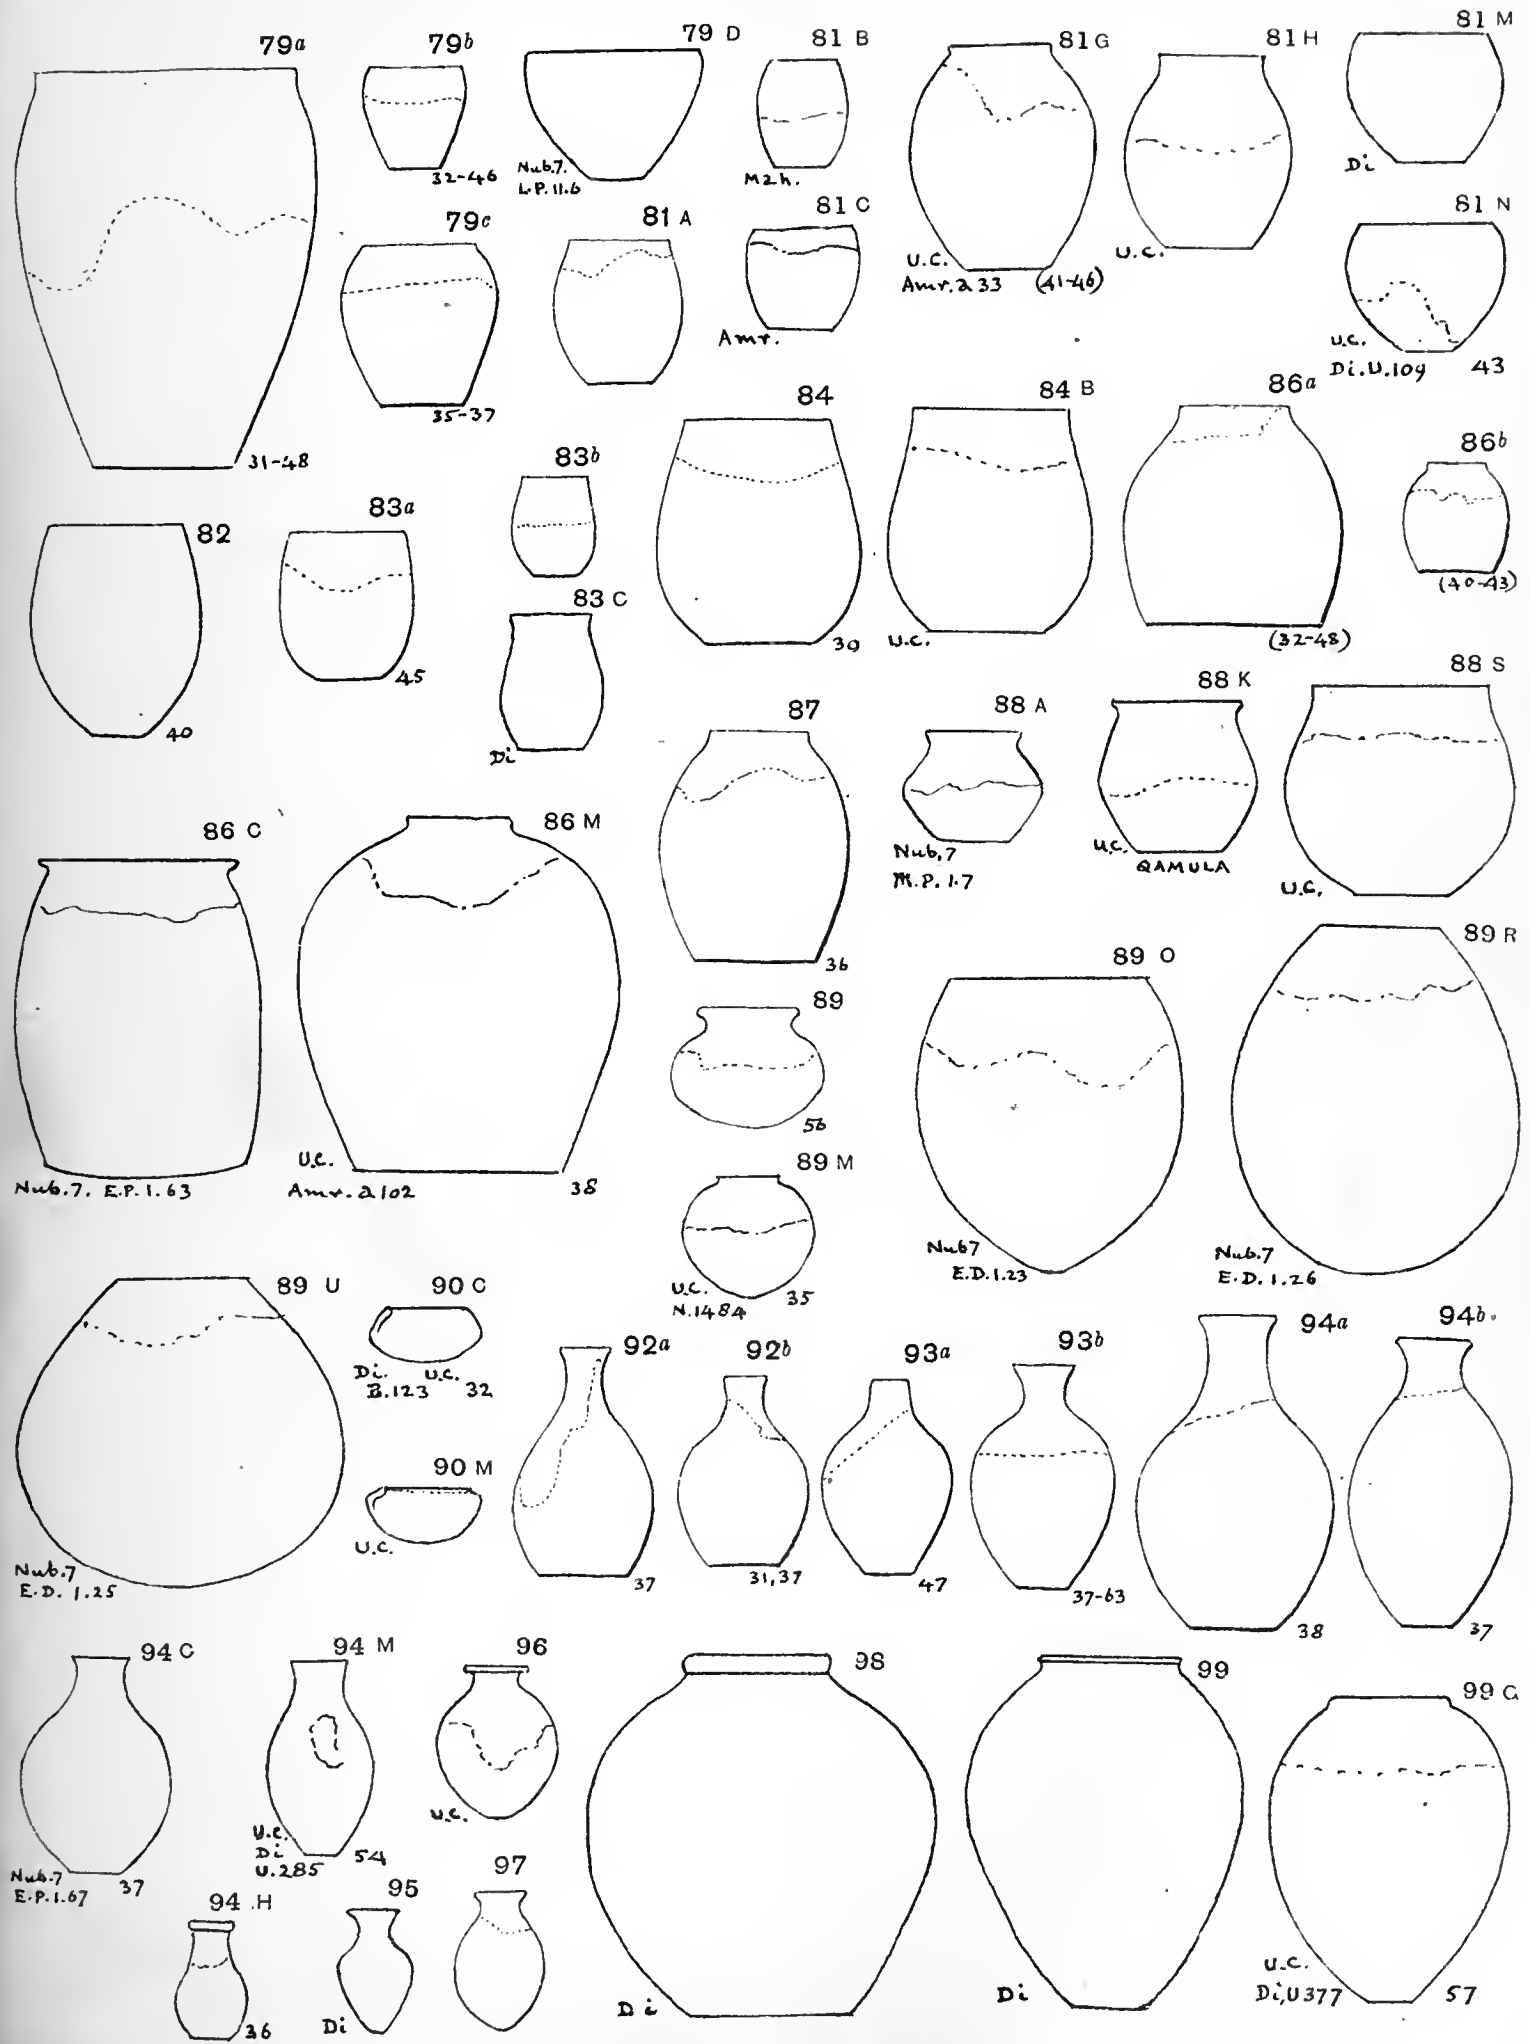 79a
79b
79 D
81 B
81 G
81 H
81 M
32-46
Nub.7.
L.P.11.6
M2h.
Di
79c
81 A
81 C
81 N
U.C.
Amr. a 33 (41-46)
U.C.
Amr.
U.C.
Di.U.109 43
35-37
31-48
84
84 B
86a
86b
83b
(40-43)
82
83a
83 C
39
U.C.
(32-48)
40
45
Di
87
88 A
88 K
88 S
Nub.7
M.P.1.7
U.C.
QAMULA
U.C.
86 C
86 M
36
89 O
89 R
89
56
U.C.
Amr. a 102 38
Nub.7. E.P.1.63
89 M
U.C.
N.1484 35
Nub7
E.D.1.23
Nub.7
E.D.1.26
89 U
90 C
Di. U.C.
B.123 32
92a
92b
93a
93b
94a
94b
90 M
U.C.
Nub.7
E.D. 1.25
37
31,37
47
37-63
38
37
94 C
94 M
96
98
99
99 G
U.C.
U.C.
Di
U.285 54
Nub.7
E.P.1.67 37
94 H
95
97
36
Di
Di
Di
U.C.
Di,U377 57